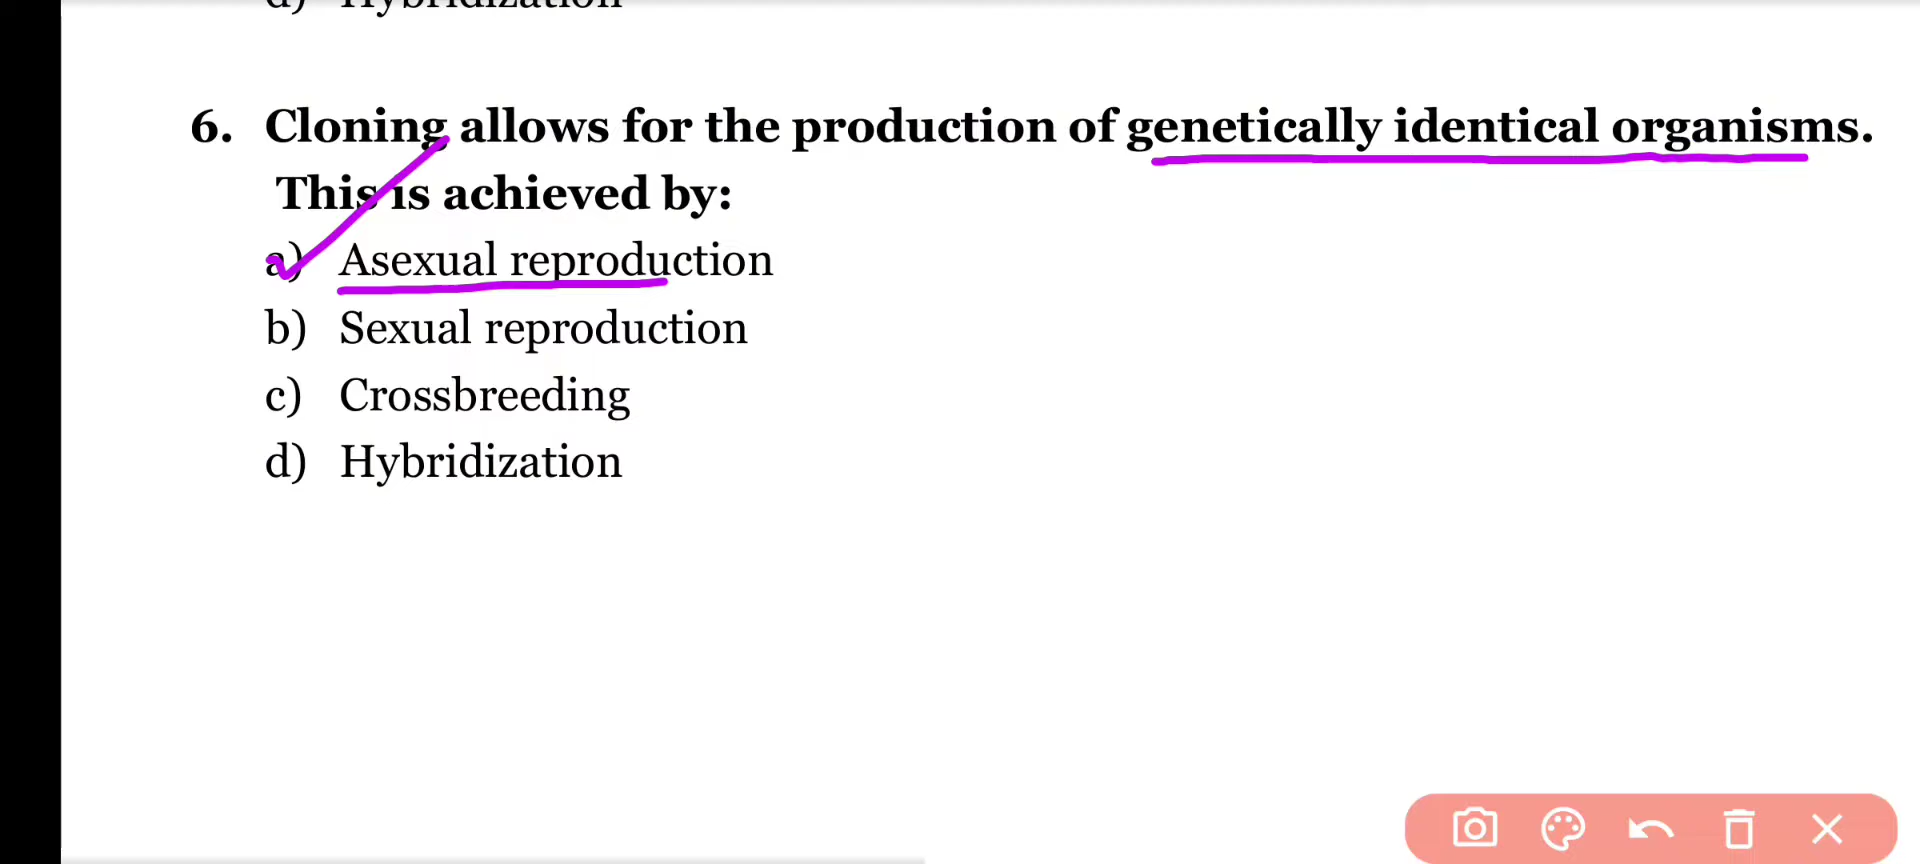 d) Hybridization
6. Cloning allows for the production of genetically identical organisms.
This is achieved by:
a) Asexual reproduction
b) Sexual reproduction
c) Crossbreeding
d) Hybridization